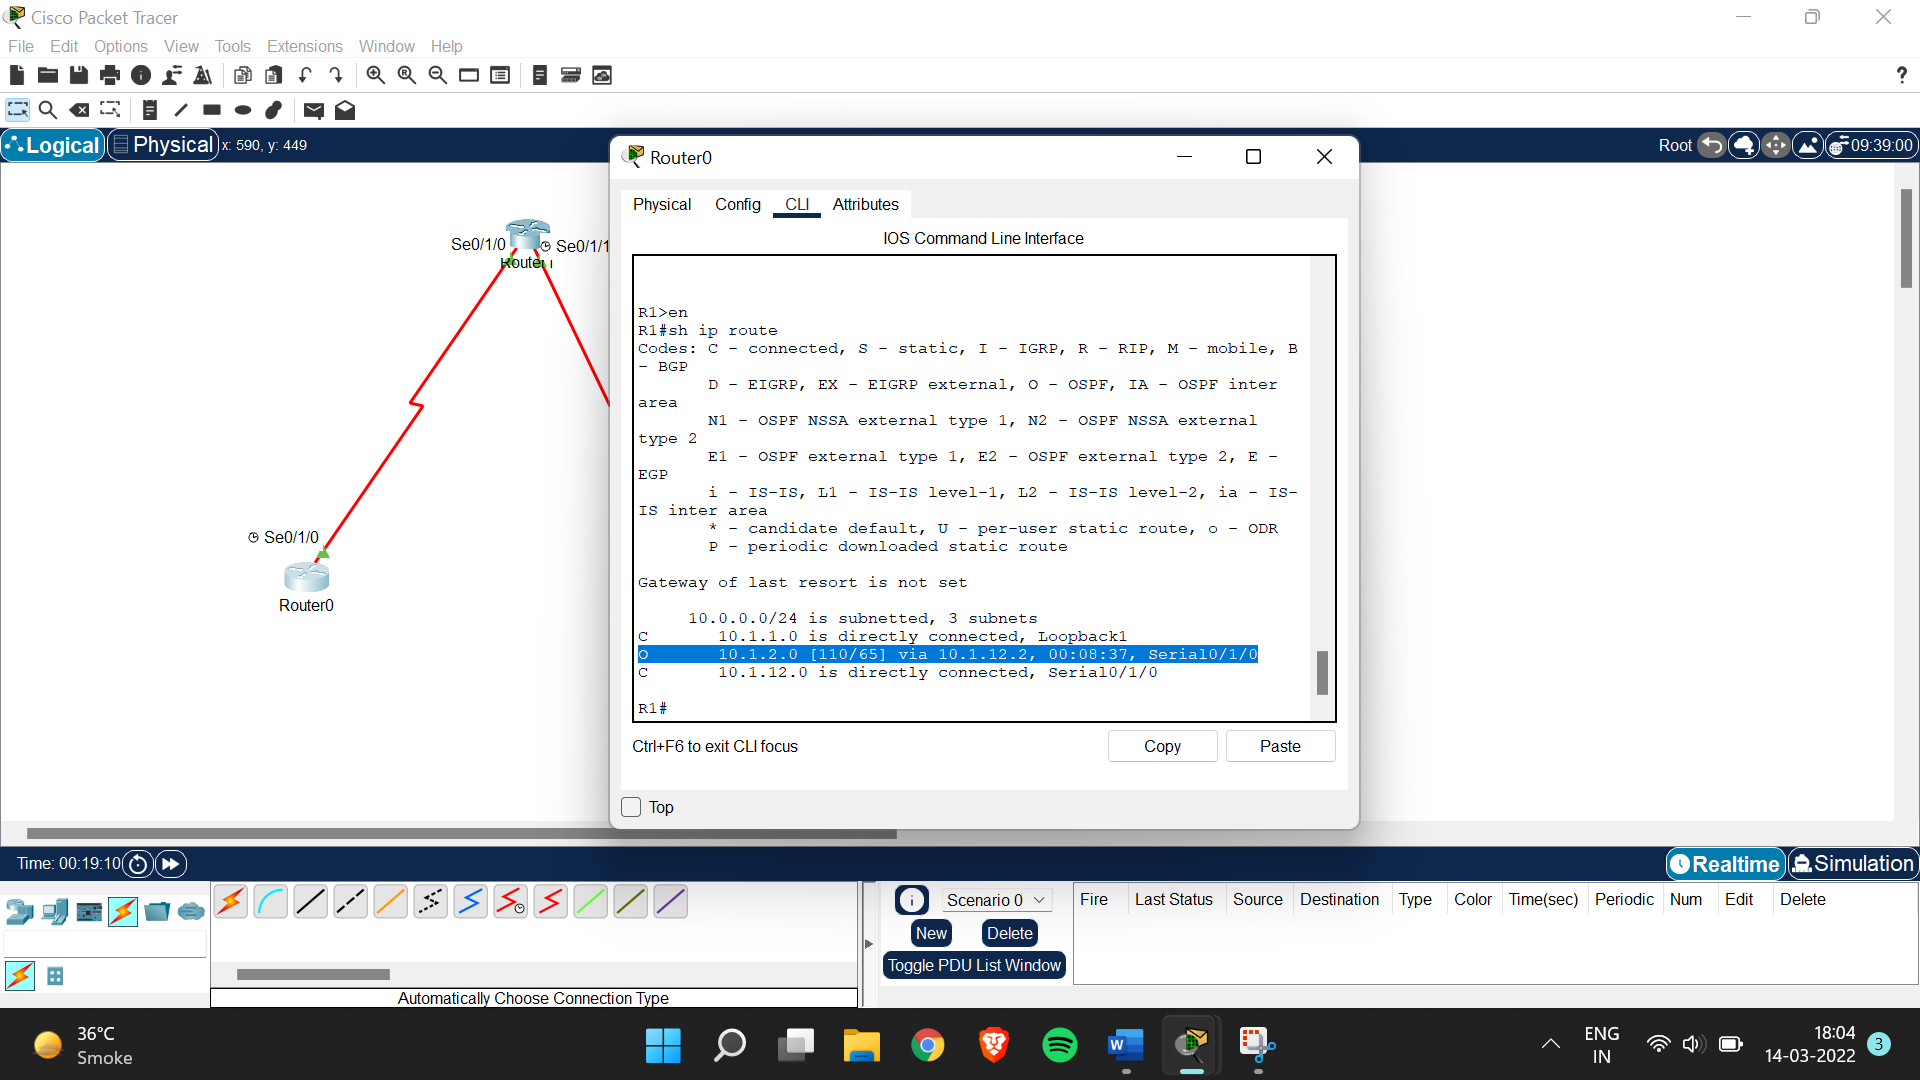 Cisco Packet Tracer
File Edit Options View Tools Extensions Window Help
?
Logical Physical x: 590, y: 449 Root 09:39:00
Se0/1/0 Se0/1/1
Router1
Se0/1/0
Router0
Router0
Physical Config CLI Attributes
IOS Command Line Interface
R1>en
R1#sh ip route
Codes: C - connected, S - static, I - IGRP, R - RIP, M - mobile, B
- BGP
D - EIGRP, EX - EIGRP external, O - OSPF, IA - OSPF inter
area
N1 - OSPF NSSA external type 1, N2 - OSPF NSSA external
type 2
E1 - OSPF external type 1, E2 - OSPF external type 2, E -
EGP
i - IS-IS, L1 - IS-IS level-1, L2 - IS-IS level-2, ia - IS-
IS inter area
* - candidate default, U - per-user static route, o - ODR
P - periodic downloaded static route
Gateway of last resort is not set
10.0.0.0/24 is subnetted, 3 subnets
C 10.1.1.0 is directly connected, Loopback1
O 10.1.2.0 [110/65] via 10.1.12.2, 00:08:37, Serial0/1/0
C 10.1.12.0 is directly connected, Serial0/1/0
R1#
Ctrl+F6 to exit CLI focus
Copy Paste
Top
Time: 00:19:10
Realtime Simulation
Scenario 0
New Delete
Toggle PDU List Window
Fire Last Status Source Destination Type Color Time(sec) Periodic Num Edit Delete
Automatically Choose Connection Type
36°C
Smoke
ENG
IN
18:04
14-03-2022
3